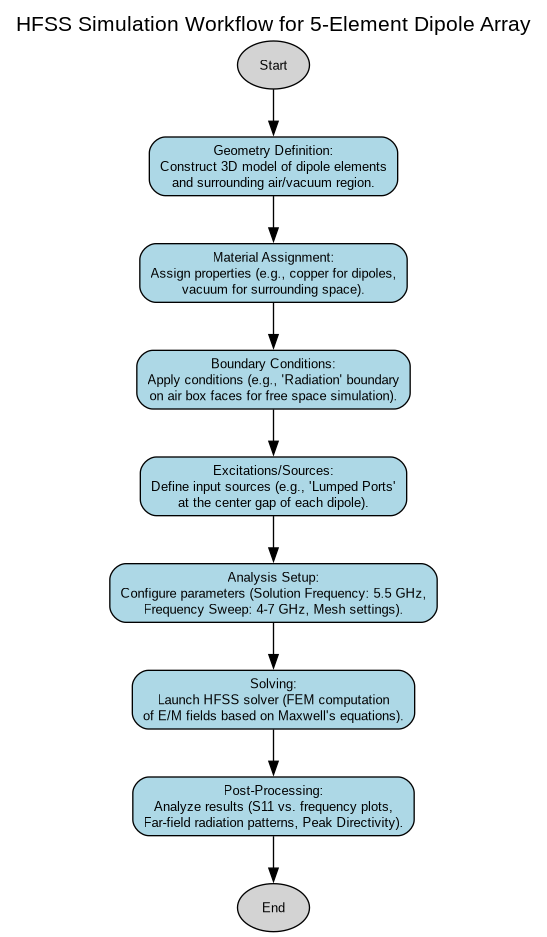 HFSS Simulation Workflow for 5-Element Dipole Array
Start
Geometry Definition:
Construct 3D model of dipole elements
and surrounding air/vacuum region.
Material Assignment:
Assign properties (e.g., copper for dipoles,
vacuum for surrounding space).
Boundary Conditions:
Apply conditions (e.g., 'Radiation' boundary
on air box faces for free space simulation).
Excitations/Sources:
Define input sources (e.g., 'Lumped Ports'
at the center gap of each dipole).
Analysis Setup:
Configure parameters (Solution Frequency: 5.5 GHz,
Frequency Sweep: 4-7 GHz, Mesh settings).
Solving:
Launch HFSS solver (FEM computation
of E/M fields based on Maxwell's equations).
Post-Processing:
Analyze results (S11 vs. frequency plots,
Far-field radiation patterns, Peak Directivity).
End